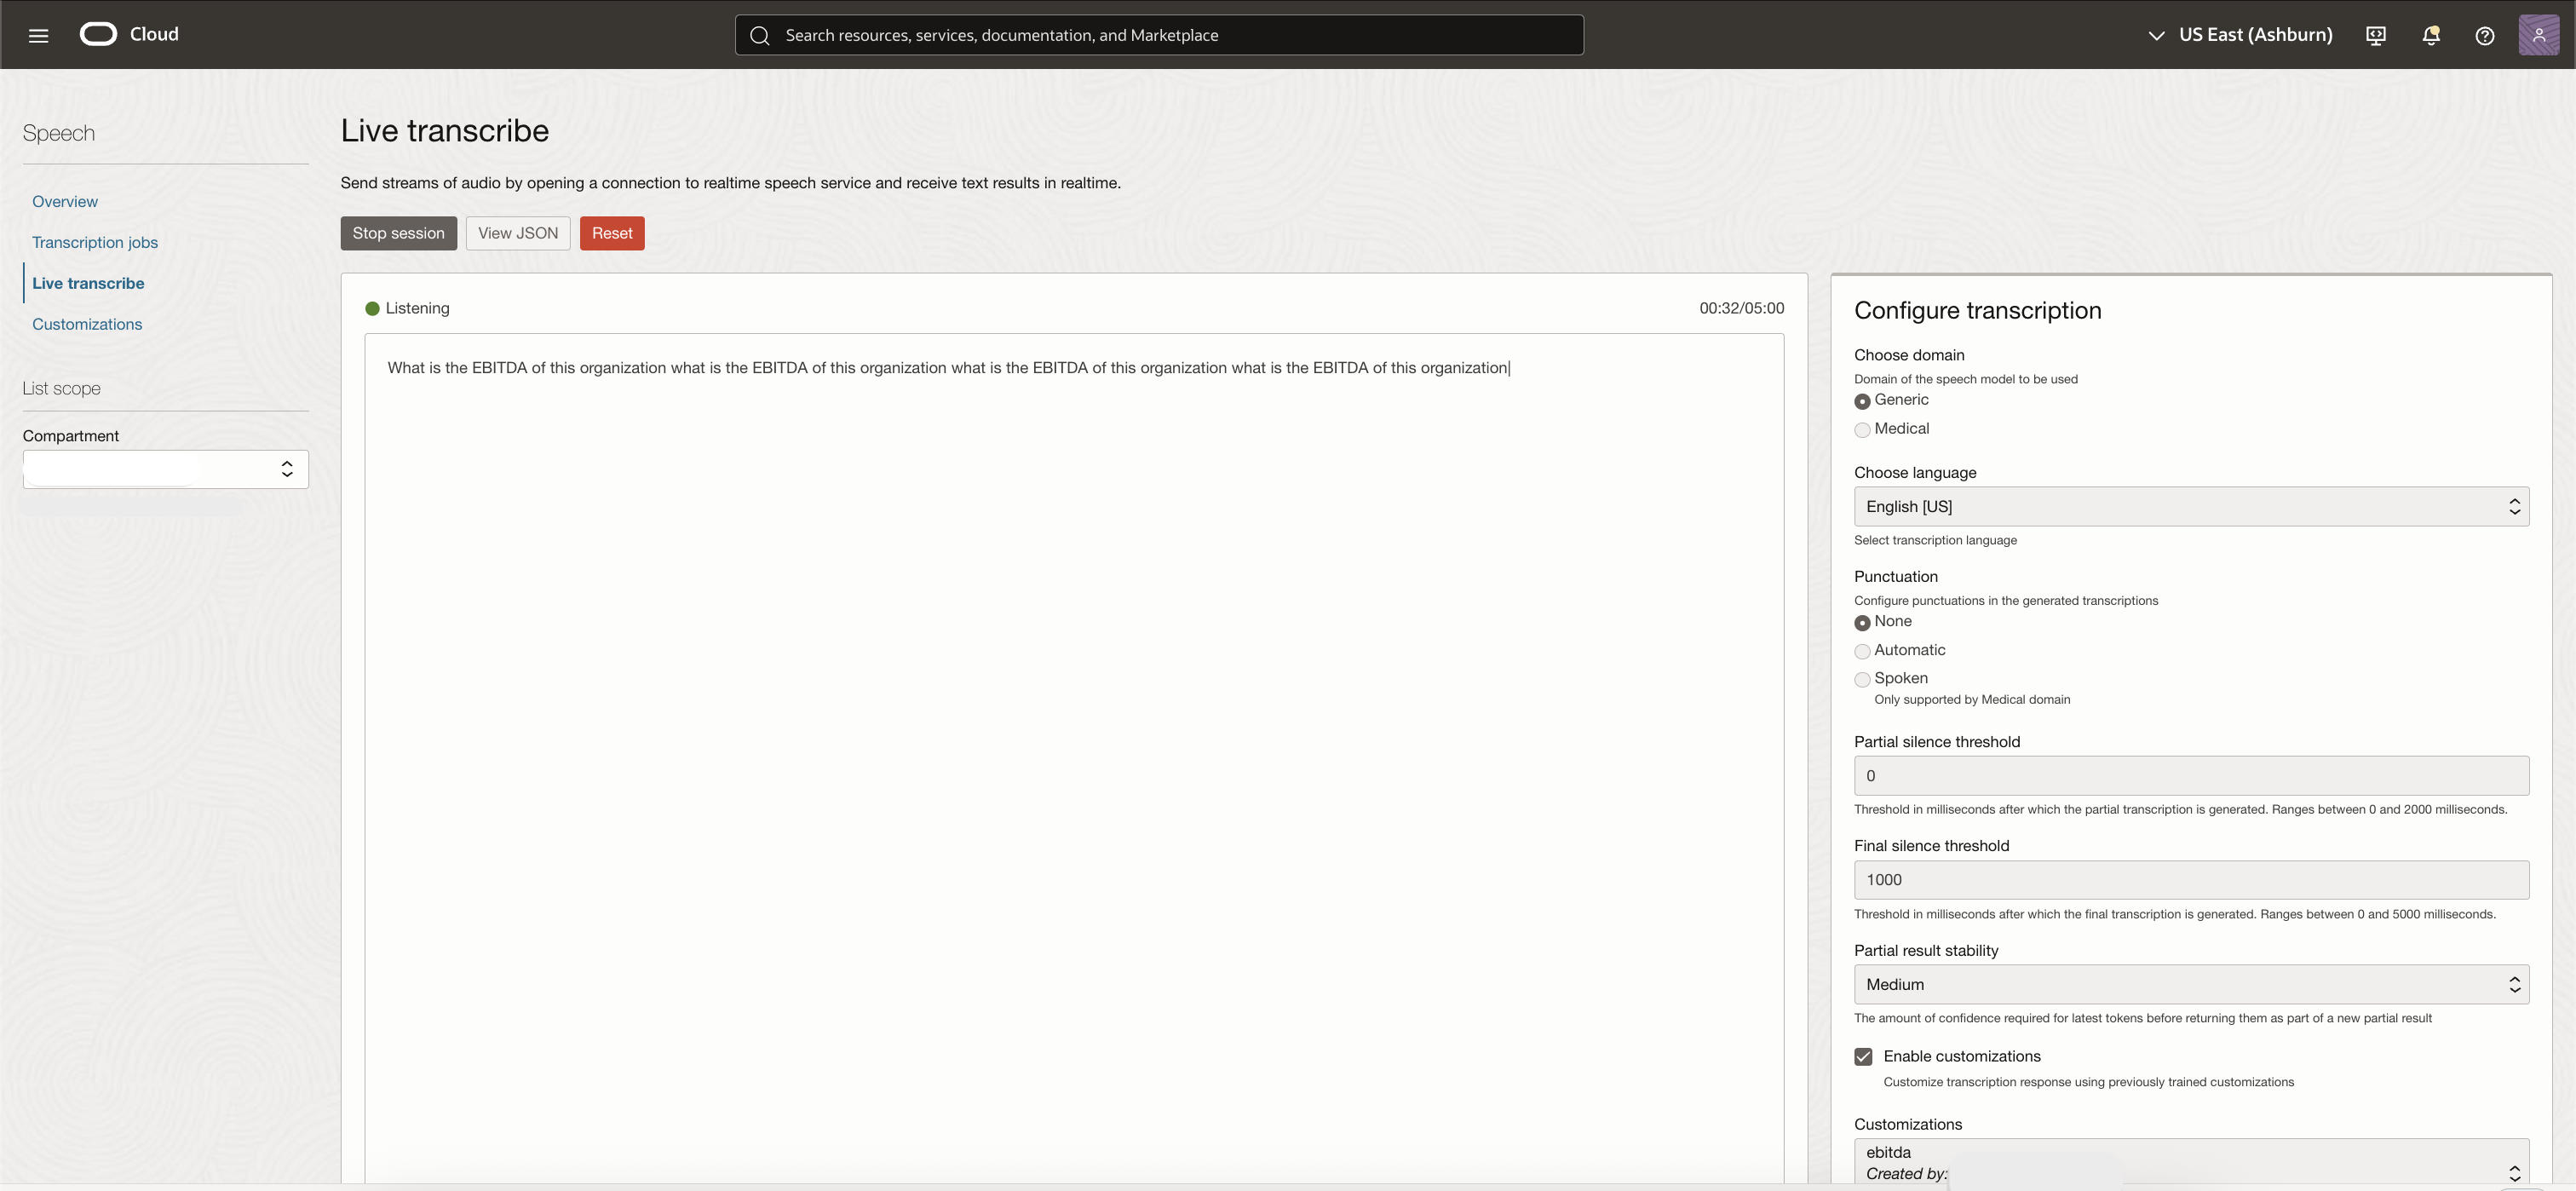 Cloud
Search resources, services, documentation, and Marketplace
US East (Ashburn)
Speech
Overview
Transcription jobs
Live transcribe
Customizations
List scope
Compartment
Live transcribe
Send streams of audio by opening a connection to realtime speech service and receive text results in realtime.
Stop session
View JSON
Reset
Listening
00:32/05:00
What is the EBITDA of this organization what is the EBITDA of this organization what is the EBITDA of this organization what is the EBITDA of this organization
Configure transcription
Choose domain
Domain of the speech model to be used
Generic
Medical
Choose language
English [US]
Select transcription language
Punctuation
Configure punctuations in the generated transcriptions
None
Automatic
Spoken
Only supported by Medical domain
Partial silence threshold
0
Threshold in milliseconds after which the partial transcription is generated. Ranges between 0 and 2000 milliseconds.
Final silence threshold
1000
Threshold in milliseconds after which the final transcription is generated. Ranges between 0 and 5000 milliseconds.
Partial result stability
Medium
The amount of confidence required for latest tokens before returning them as part of a new partial result
Enable customizations
Customize transcription response using previously trained customizations
Customizations
ebitda
Created by: